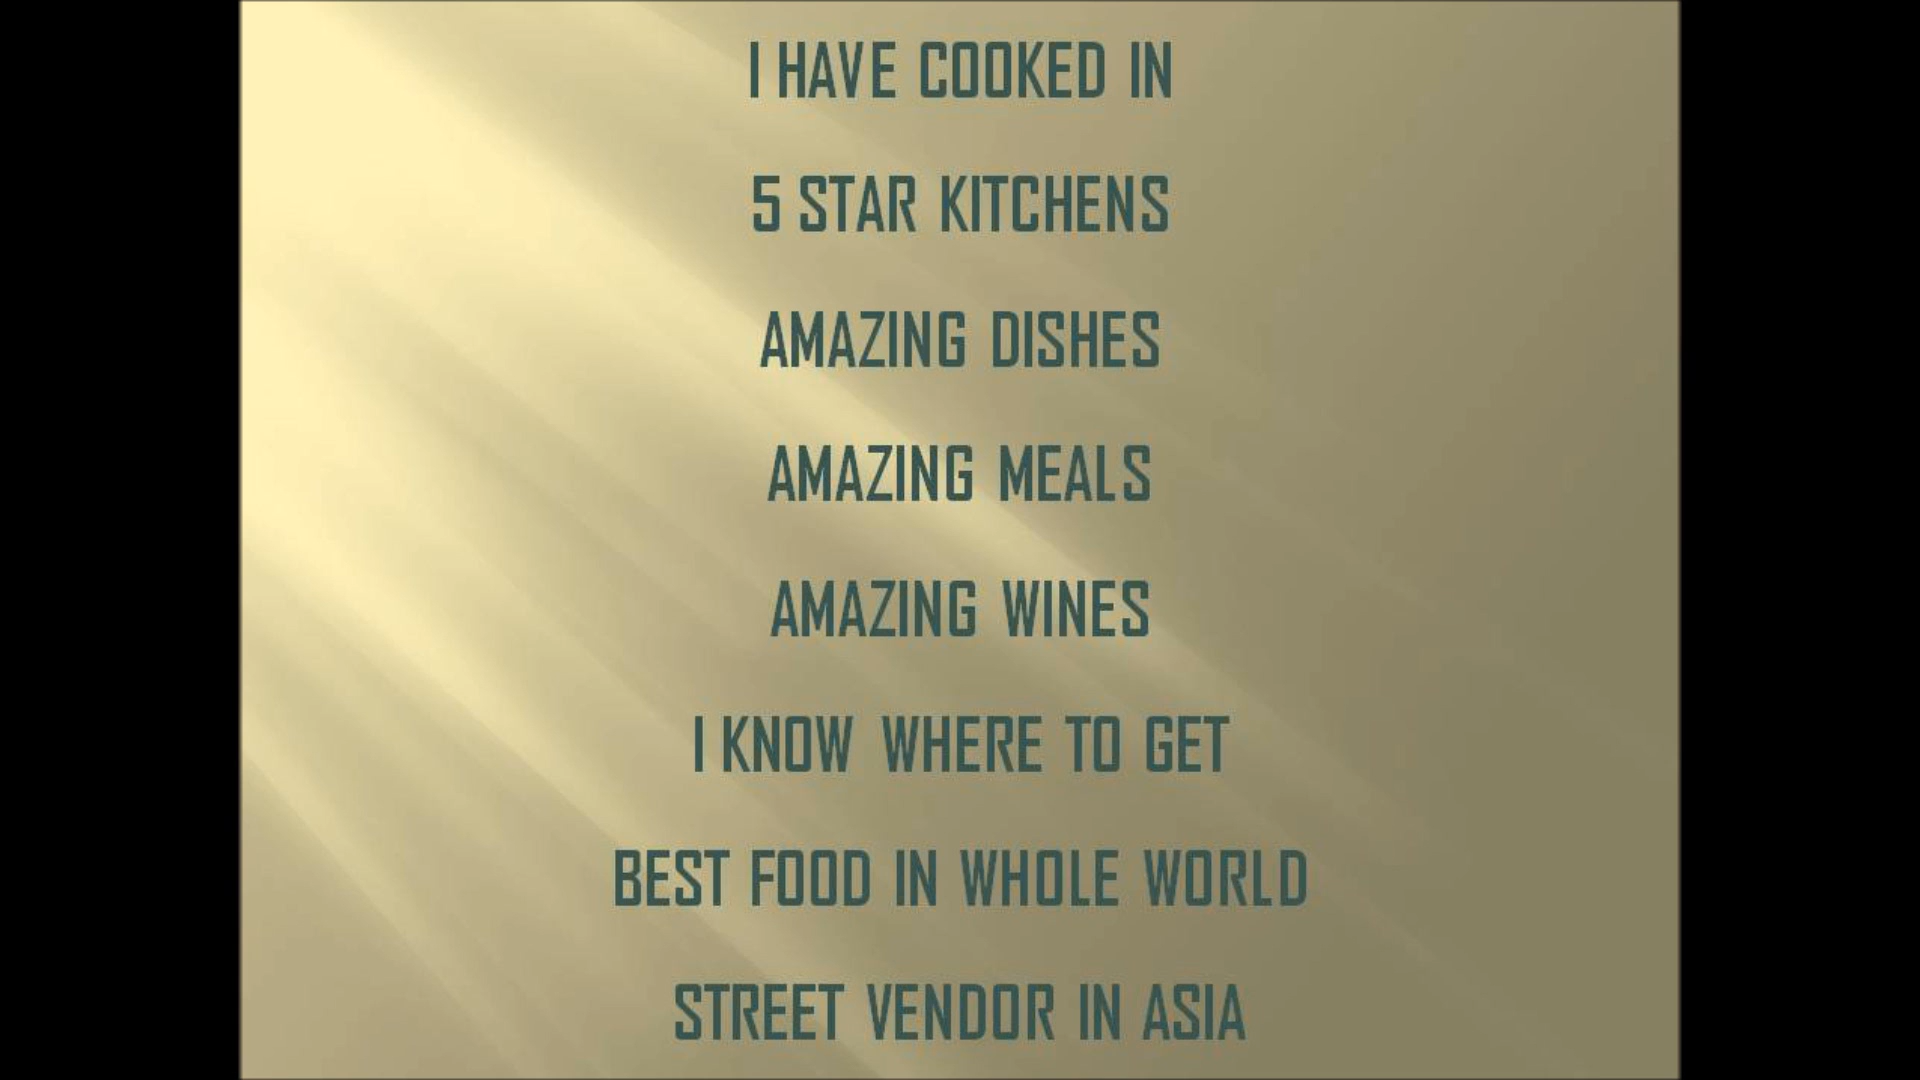 I HAVE COOKED IN
5 STAR KITCHENS
AMAZING DISHES
AMAZING MEALS
AMAZING WINES
I KNOW WHERE TO GET
BEST FOOD IN WHOLE WORLD
STREET VENDOR IN ASIA